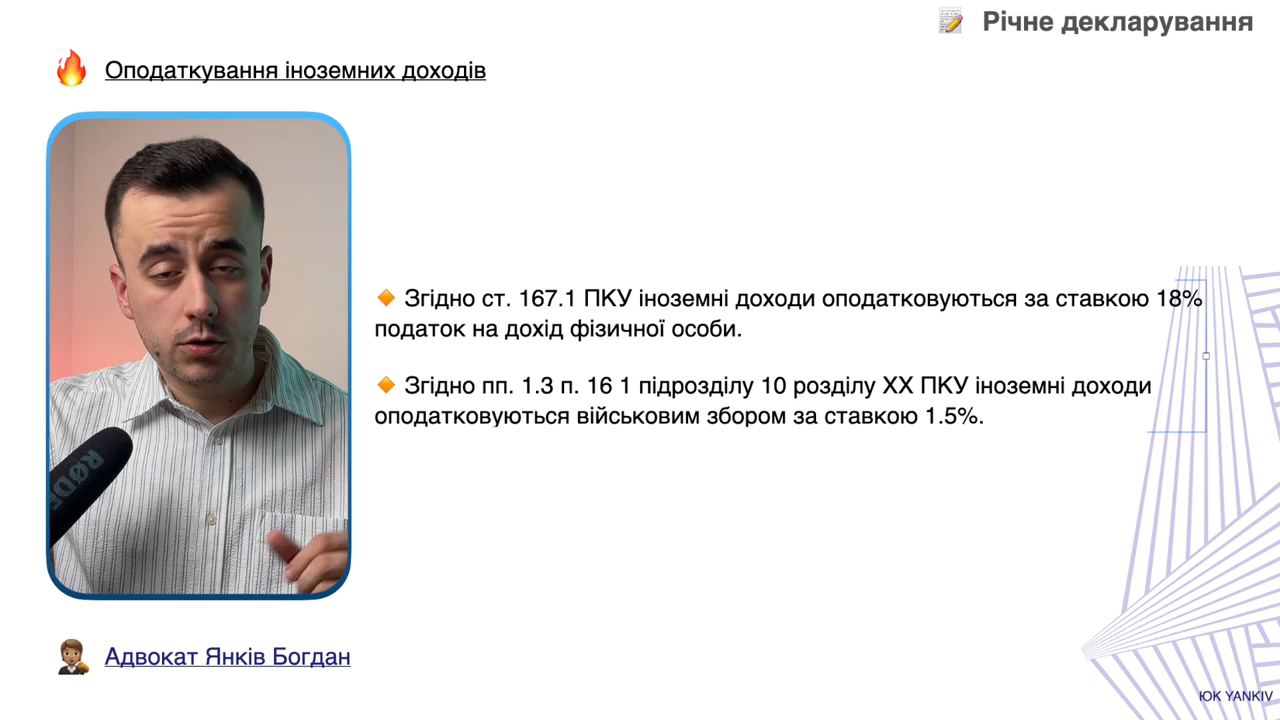 Річне декларування
Оподаткування іноземних доходів
Згідно ст. 167.1 ПКУ іноземні доходи оподатковуються за ставкою 18%
податок на дохід фізичної особи.
Згідно пп. 1.3 п. 16 1 підрозділу 10 розділу ХХ ПКУ іноземні доходи
оподатковуються військовим збором за ставкою 1.5%.
RØDE
Адвокат Янків Богдан
ЮК YANKIV